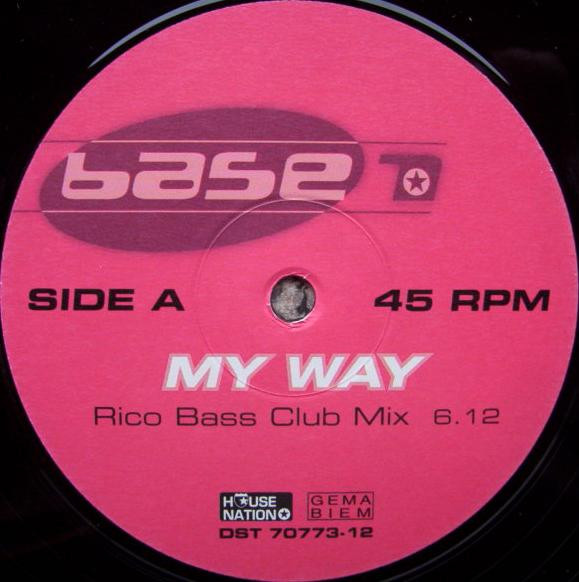 base
SIDE A
45 RPM
MY WAY
Rico Bass Club Mix 6.12
HOUSE NATION
GEMA
BIEM
DST 70773-12